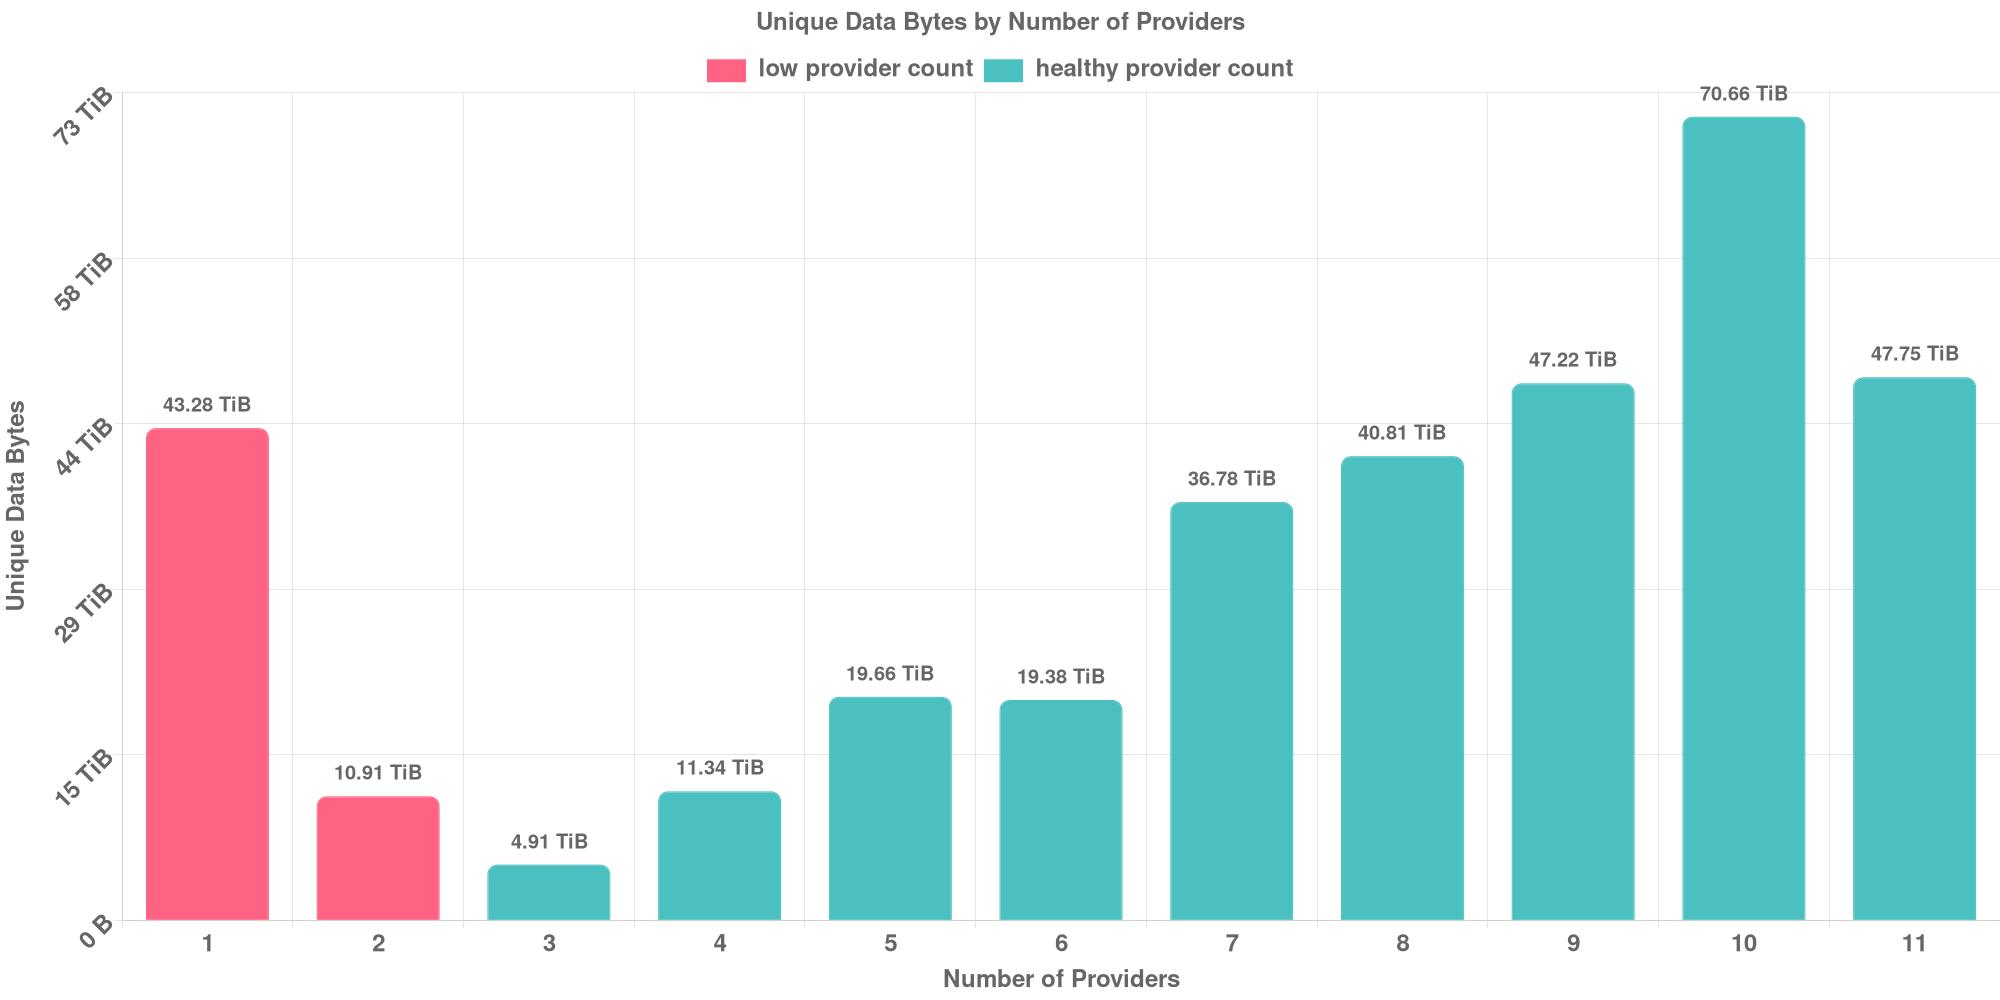 Unique Data Bytes by Number of Providers
low provider count healthy provider count
73 TiB
58 TiB
44 TiB
29 TiB
15 TiB
0 B
Unique Data Bytes
43.28 TiB
10.91 TiB
4.91 TiB
11.34 TiB
19.66 TiB
19.38 TiB
36.78 TiB
40.81 TiB
47.22 TiB
70.66 TiB
47.75 TiB
1 2 3 4 5 6 7 8 9 10 11
Number of Providers